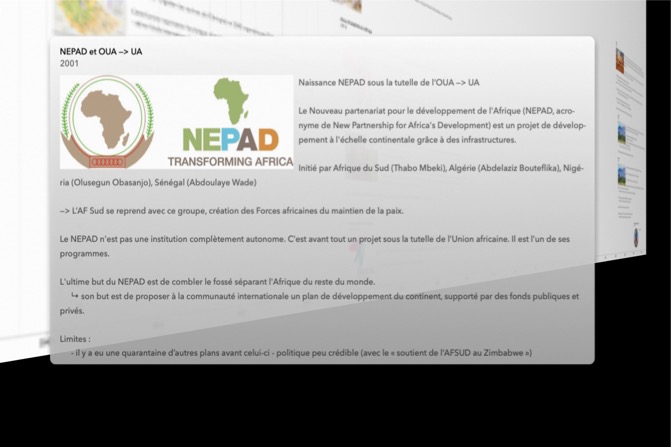 NEPAD et OUA –> UA
2001
NEPAD
TRANSFORMING AFRICA
Naissance NEPAD sous la tutelle de l'OUA –> UA
Le Nouveau partenariat pour le développement de l'Afrique (NEPAD, acro-
nyme de New Partnership for Africa's Development) est un projet de dévelop-
pement à l'échelle continentale grâce à des infrastructures.
Initié par Afrique du Sud (Thabo Mbeki), Algérie (Abdelaziz Bouteflika), Nigé-
ria (Olusegun Obasanjo), Sénégal (Abdoulaye Wade)
–> L'AF Sud se reprend avec ce groupe, création des Forces africaines du maintien de la paix.
Le NEPAD n'est pas une institution complètement autonome. C'est avant tout un projet sous la tutelle de l'Union africaine. Il est l'un de ses
programmes.
L'ultime but du NEPAD est de combler le fossé séparant l'Afrique du reste du monde.
↳ son but est de proposer à la communauté internationale un plan de développement du continent, supporté par des fonds publiques et
privés.
Limites :
- il y a eu une quarantaine d'autres plans avant celui-ci - politique peu crédible (avec le « soutient de l'AFSUD au Zimbabwe »)